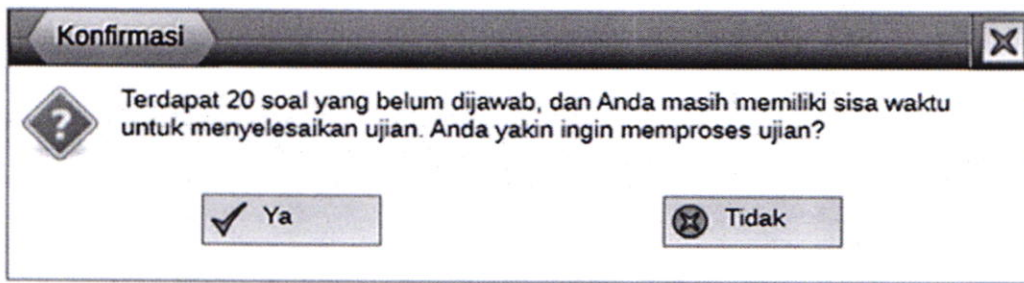 Konfirmasi
Terdapat 20 soal yang belum dijawab, dan Anda masih memiliki sisa waktu
untuk menyelesaikan ujian. Anda yakin ingin memproses ujian?
Ya
Tidak